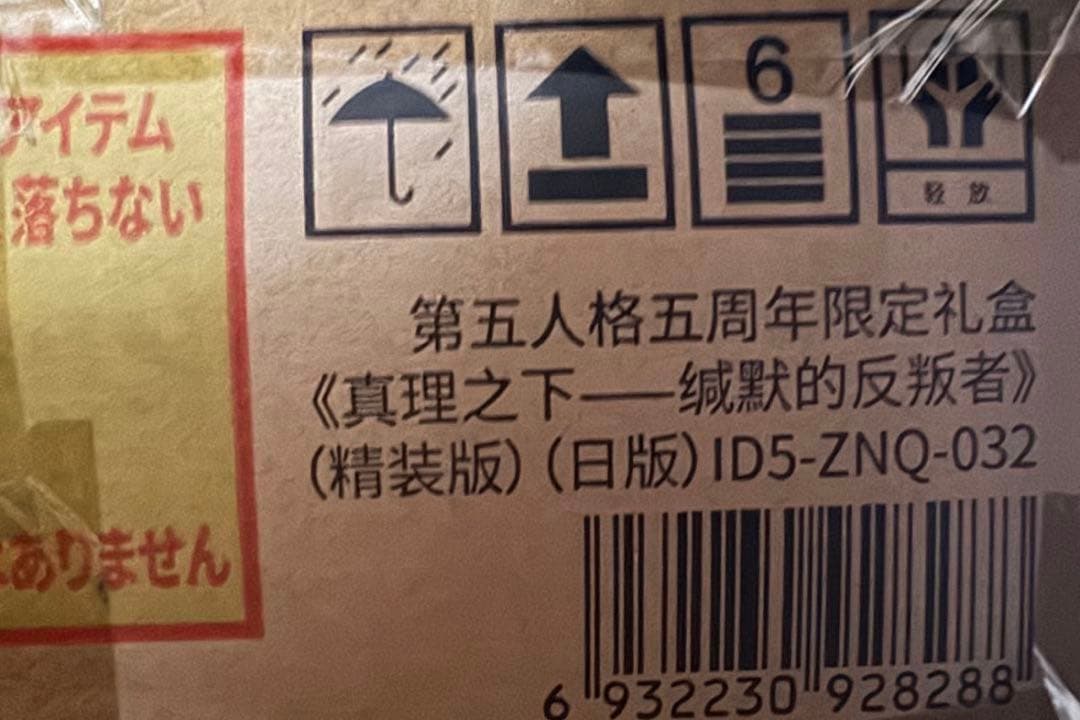 アイテム
落ちない
ありません
6
轻放
第五人格五周年限定礼盒
《真理之下——缄默的反叛者》
(精装版)(日版)ID5-ZNQ-032
6 932230 928288